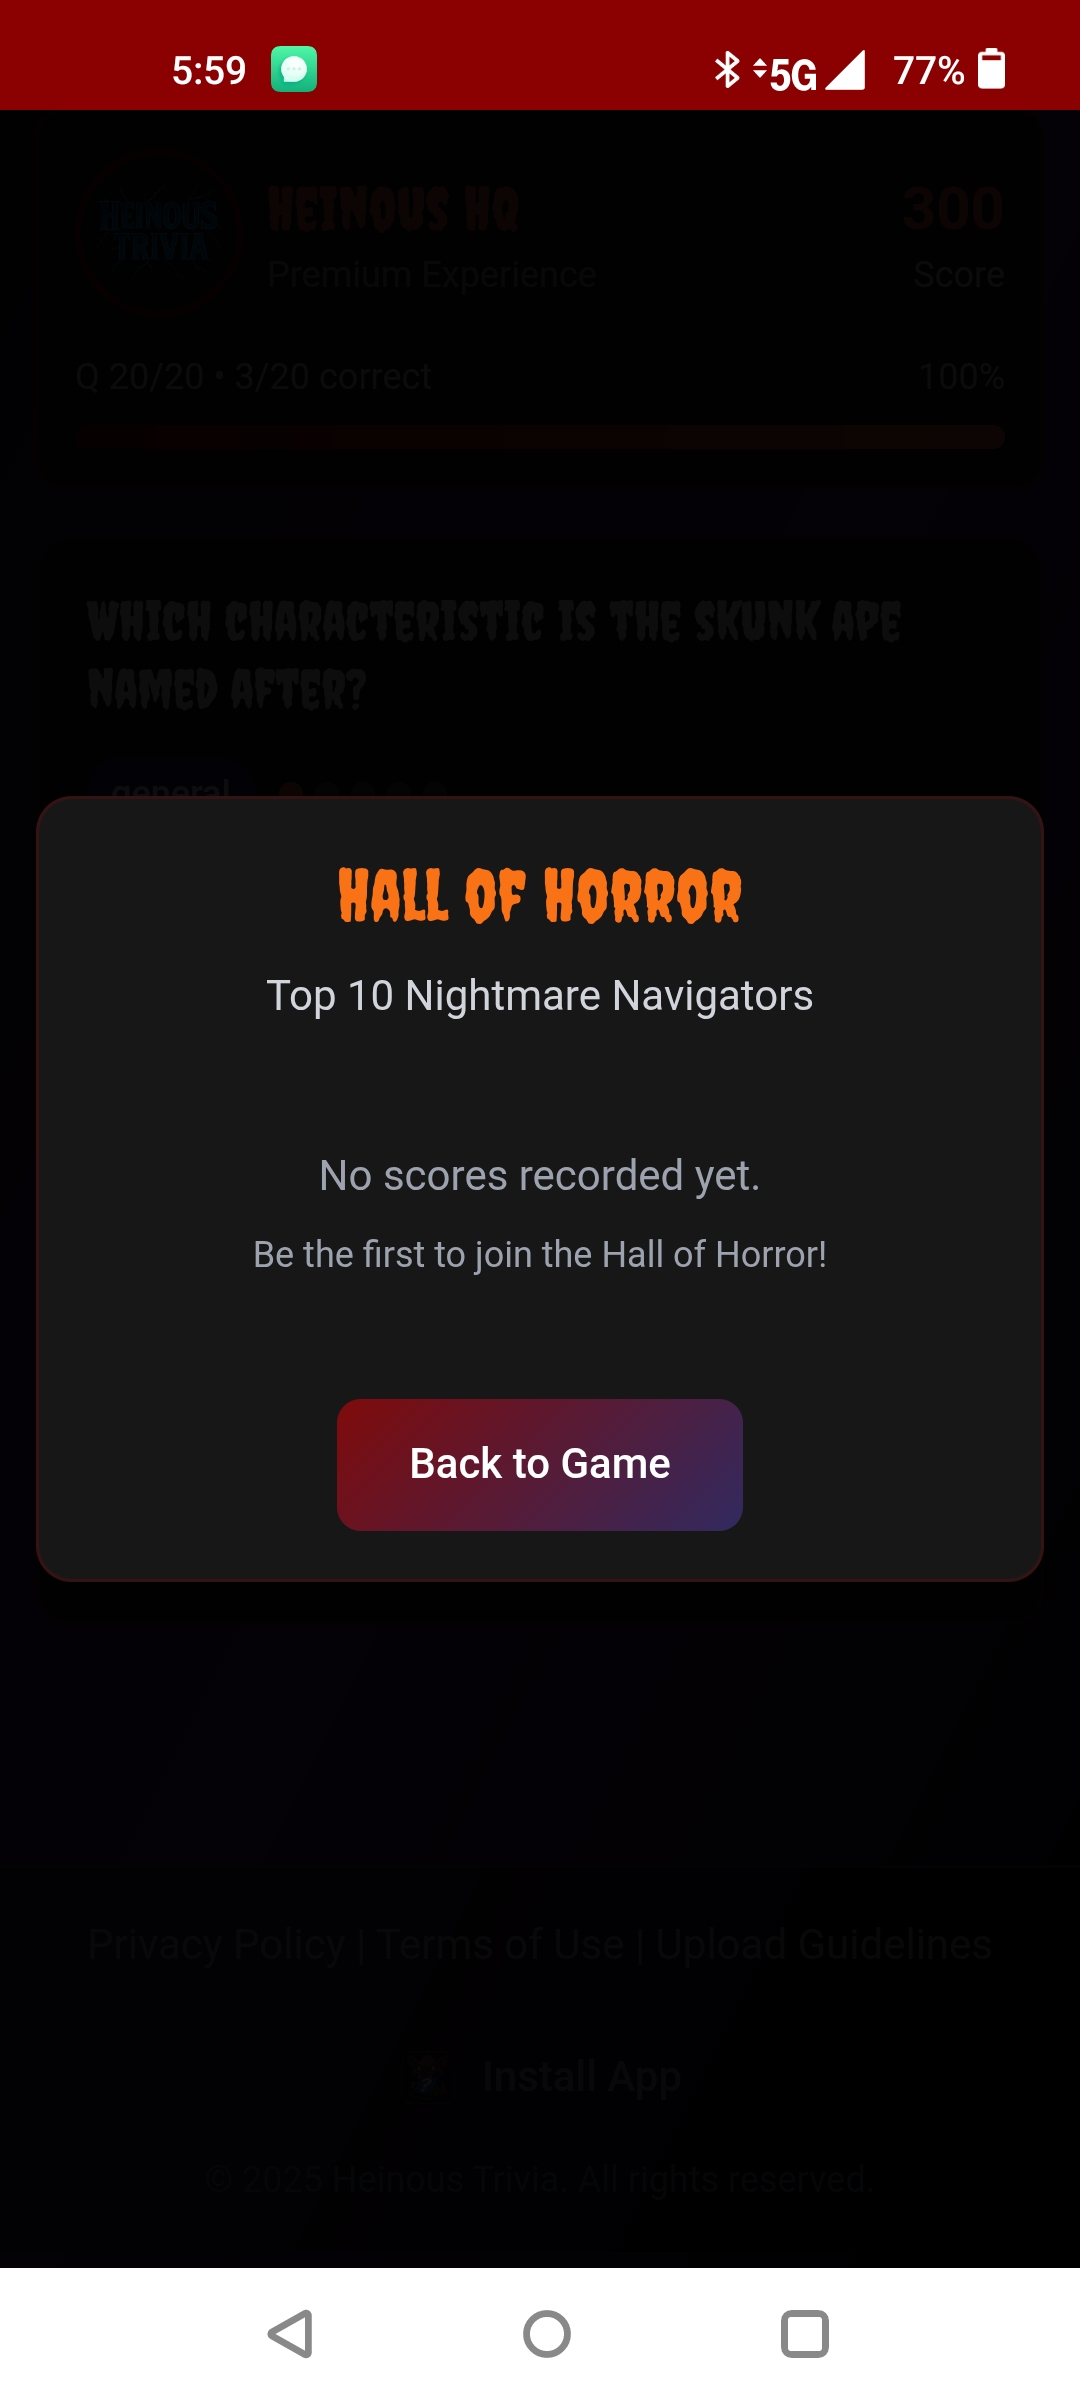 5:59
5G
77%
HEINOUS
TRIVIA
HEINOUS HQ
300
Premium Experience
Score
Q 20/20 • 3/20 correct
100%
WHICH CHARACTERISTIC IS THE SKUNK APE
NAMED AFTER?
general
HALL OF HORROR
Top 10 Nightmare Navigators
No scores recorded yet.
Be the first to join the Hall of Horror!
Back to Game
Privacy Policy | Terms of Use | Upload Guidelines
Install App
© 2025 Heinous Trivia. All rights reserved.